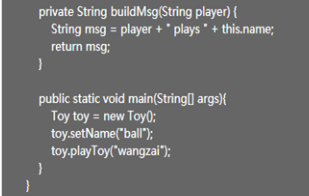 private String buildMsg(String player) {
String msg = player + " plays " + this.name;
return msg;
}
public static void main(String[] args){
Toy toy = new Toy();
toy.setName("ball");
toy.playToy("wangzai");
}
}